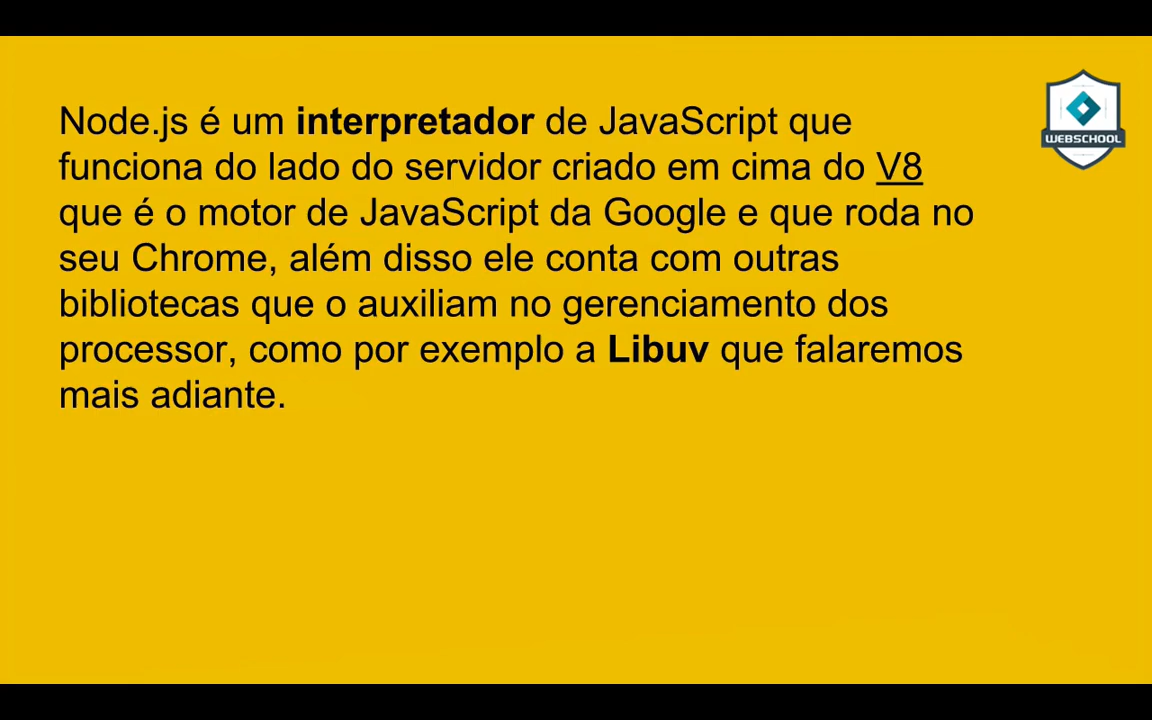 Node.js é um interpretador de JavaScript que
funciona do lado do servidor criado em cima do V8
que é o motor de JavaScript da Google e que roda no
seu Chrome, além disso ele conta com outras
bibliotecas que o auxiliam no gerenciamento dos
processor, como por exemplo a Libuv que falaremos
mais adiante.
WEBSCHOOL